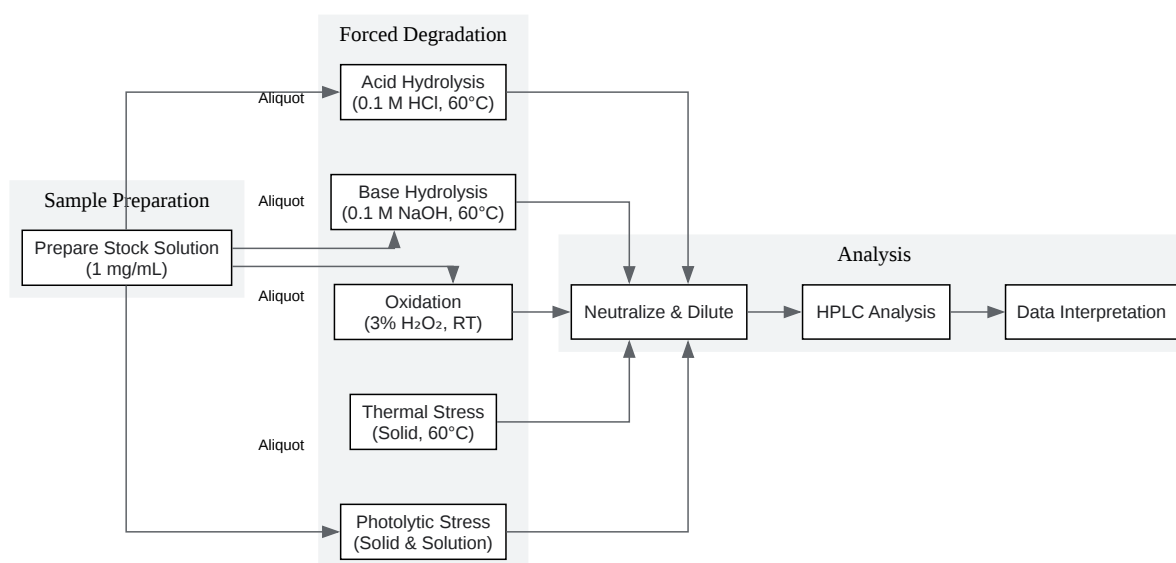 Forced Degradation
Acid Hydrolysis
(0.1 M HCl, 60°C)
Aliquot
Base Hydrolysis
(0.1 M NaOH, 60°C)
Aliquot
Sample Preparation
Prepare Stock Solution
(1 mg/mL)
Aliquot
Oxidation
(3% H₂O₂, RT)
Analysis
Neutralize & Dilute
HPLC Analysis
Data Interpretation
Thermal Stress
(Solid, 60°C)
Aliquot
Photolytic Stress
(Solid & Solution)